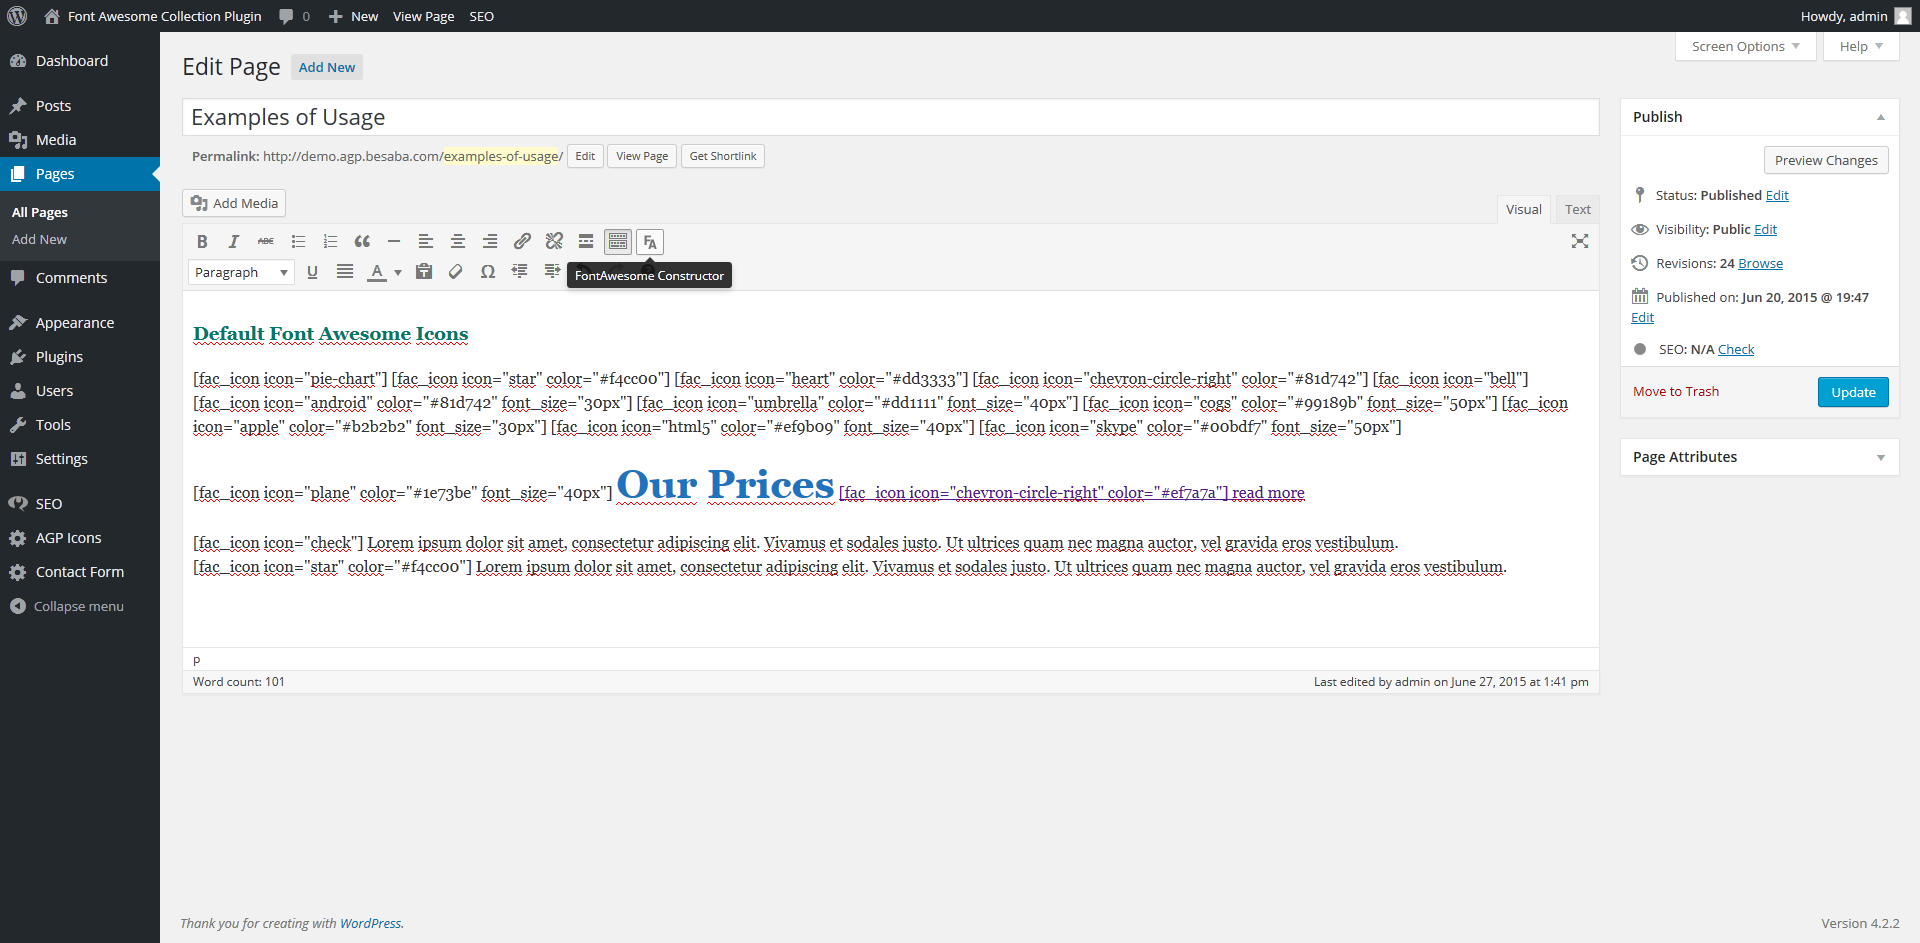 Font Awesome Collection Plugin 0 New View Page SEO Howdy, admin
Screen Options Help
Dashboard
Posts
Media
Pages
All Pages
Add New
Comments
Appearance
Plugins
Users
Tools
Settings
SEO
AGP Icons
Contact Form
Collapse menu
Edit Page Add New
Examples of Usage
Permalink: http://demo.agp.besaba.com/examples-of-usage/ Edit View Page Get Shortlink
Add Media
Visual Text
B I ABC FA
Paragraph U A Ω
FontAwesome Constructor
Default Font Awesome Icons
[fac_icon icon="pie-chart"] [fac_icon icon="star" color="#f4cc00"] [fac_icon icon="heart" color="#dd3333"] [fac_icon icon="chevron-circle-right" color="#81d742"] [fac_icon icon="bell"]
[fac_icon icon="android" color="#81d742" font_size="30px"] [fac_icon icon="umbrella" color="#dd1111" font_size="40px"] [fac_icon icon="cogs" color="#99189b" font_size="50px"] [fac_icon
icon="apple" color="#b2b2b2" font_size="30px"] [fac_icon icon="html5" color="#ef9b09" font_size="40px"] [fac_icon icon="skype" color="#00bdf7" font_size="50px"]
[fac_icon icon="plane" color="#1e73be" font_size="40px"] Our Prices [fac_icon icon="chevron-circle-right" color="#ef7a7a"] read more
[fac_icon icon="check"] Lorem ipsum dolor sit amet, consectetur adipiscing elit. Vivamus et sodales justo. Ut ultrices quam nec magna auctor, vel gravida eros vestibulum.
[fac_icon icon="star" color="#f4cc00"] Lorem ipsum dolor sit amet, consectetur adipiscing elit. Vivamus et sodales justo. Ut ultrices quam nec magna auctor, vel gravida eros vestibulum.
p
Word count: 101 Last edited by admin on June 27, 2015 at 1:41 pm
Publish
Preview Changes
Status: Published Edit
Visibility: Public Edit
Revisions: 24 Browse
Published on: Jun 20, 2015 @ 19:47
Edit
SEO: N/A Check
Move to Trash Update
Page Attributes
Thank you for creating with WordPress. Version 4.2.2